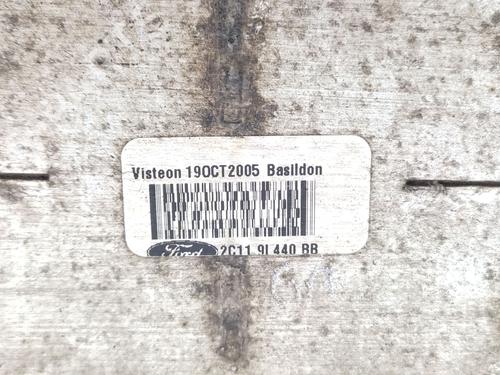 Visteon 19OCT2005 Basildon
Ford 2C11 9L440 BB